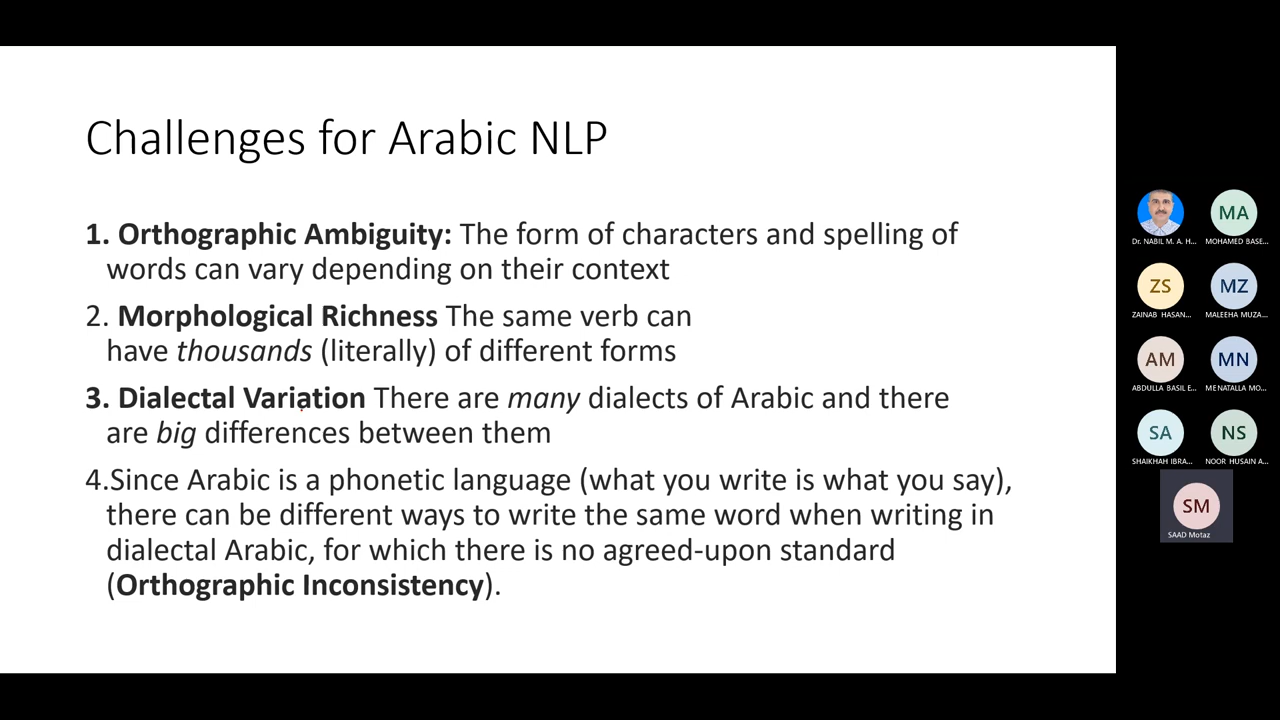 Challenges for Arabic NLP
1. Orthographic Ambiguity: The form of characters and spelling of
words can vary depending on their context
2. Morphological Richness The same verb can
have thousands (literally) of different forms
3. Dialectal Variation There are many dialects of Arabic and there
are big differences between them
4.Since Arabic is a phonetic language (what you write is what you say),
there can be different ways to write the same word when writing in
dialectal Arabic, for which there is no agreed-upon standard
(Orthographic Inconsistency).
MA
Dr. NABIL M. A. H...
MOHAMED BASE...
ZS
MZ
ZAINAB HASAN...
MALEEHA MUZA...
AM
MN
ABDULLA BASIL E...
MENATALLA MO...
SA
NS
SHAIKHAH IBRA...
NOOR HUSAIN A...
SM
SAAD Motaz